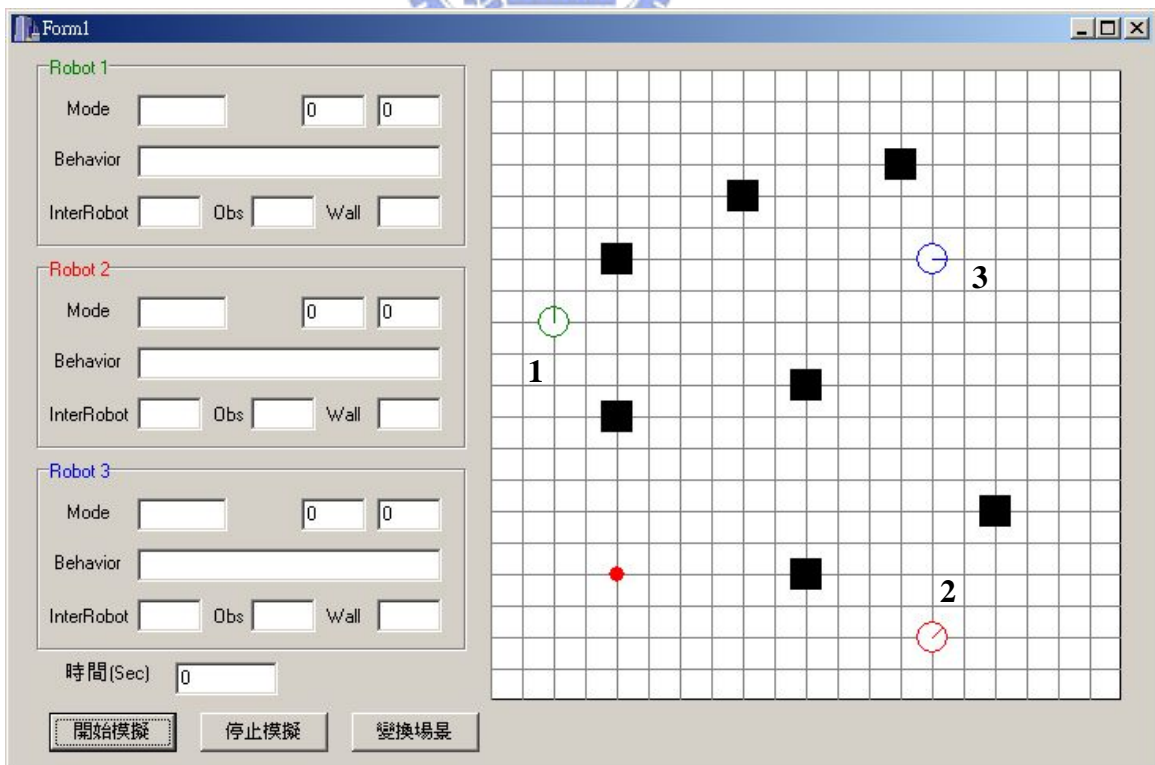 Form1
Robot 1
Mode 0 0
Behavior
InterRobot Obs Wall
Robot 2
Mode 0 0
Behavior
InterRobot Obs Wall
Robot 3
Mode 0 0
Behavior
InterRobot Obs Wall
時間(Sec) 0
開始模擬 停止模擬 變換場景
3
1
2